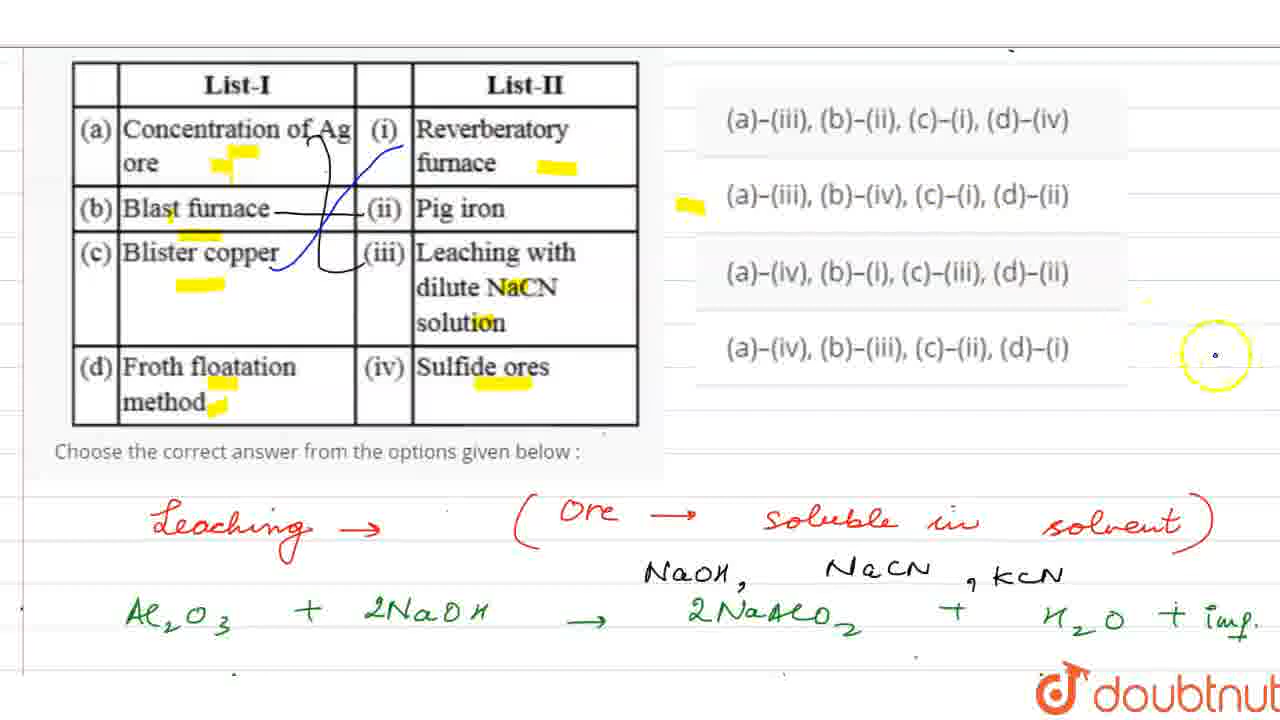 List-I List-II
(a) Concentration of Ag (i) Reverberatory
ore furnace
(b) Blast furnace (ii) Pig iron
(c) Blister copper (iii) Leaching with
dilute NaCN
solution
(d) Froth floatation (iv) Sulfide ores
method
Choose the correct answer from the options given below :
(a)–(iii), (b)–(ii), (c)–(i), (d)–(iv)
(a)–(iii), (b)–(iv), (c)–(i), (d)–(ii)
(a)–(iv), (b)–(i), (c)–(iii), (d)–(ii)
(a)–(iv), (b)–(iii), (c)–(ii), (d)–(i)
Leaching → ( Ore → soluble in solvent)
NaOH, NaCN , KCN
Al2O3 + 2NaOH → 2NaAlO2 + H2O + imp.
doubtnut